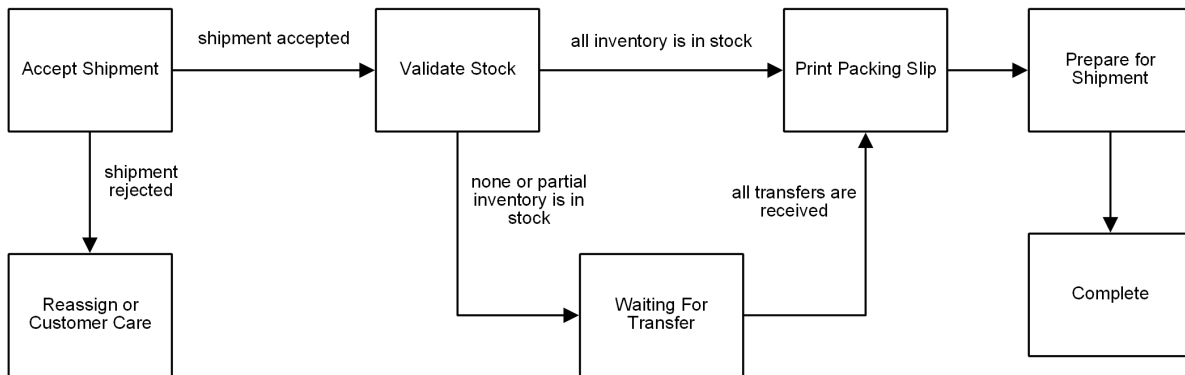 shipment accepted
all inventory is in stock
Accept Shipment
Validate Stock
Print Packing Slip
Prepare for
Shipment
shipment
rejected
none or partial
inventory is in
stock
all transfers are
received
Reassign or
Customer Care
Waiting For
Transfer
Complete